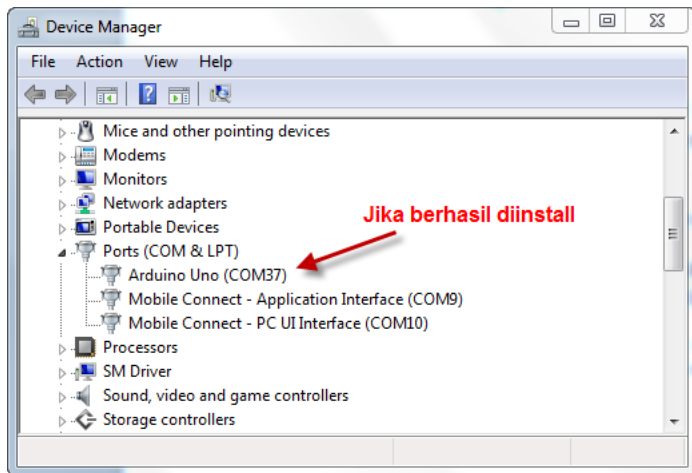 Device Manager
File Action View Help
Mice and other pointing devices
Modems
Monitors
Network adapters
Jika berhasil diinstall
Portable Devices
Ports (COM & LPT)
Arduino Uno (COM37)
Mobile Connect - Application Interface (COM9)
Mobile Connect - PC UI Interface (COM10)
Processors
SM Driver
Sound, video and game controllers
Storage controllers